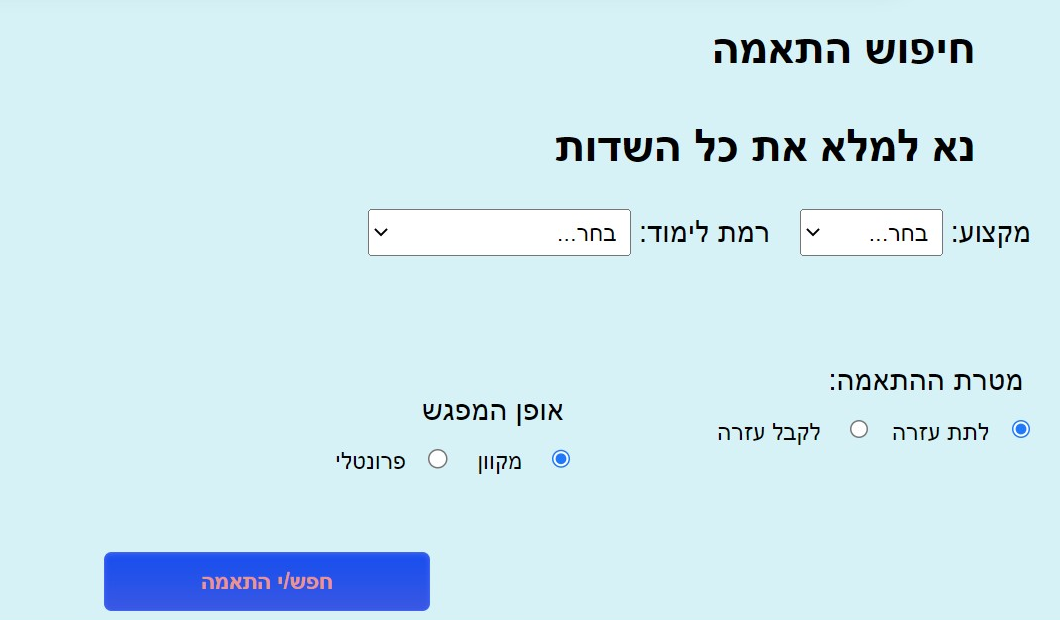 חיפוש התאמה
נא למלא את כל השדות
מקצוע: בחר... רמת לימוד: בחר...
מטרת ההתאמה:
לתת עזרה לקבל עזרה
אופן המפגש
מקוון פרונטלי
חפש/י התאמה